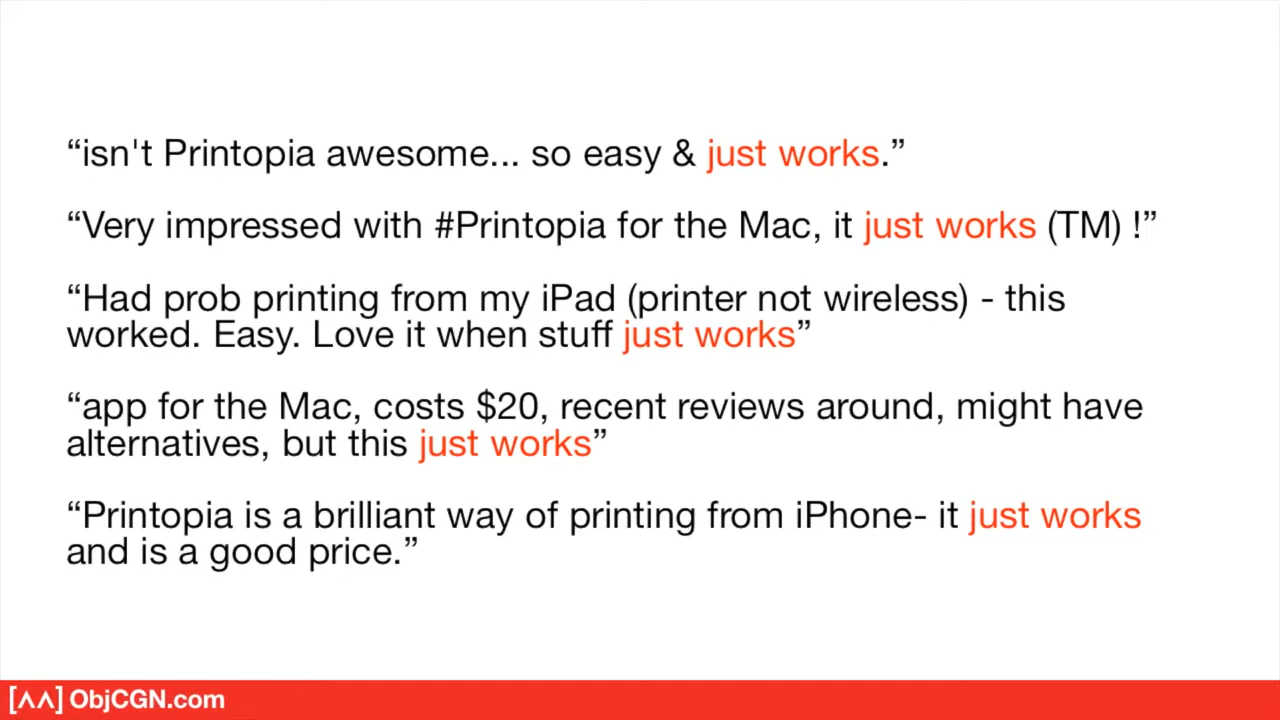 “isn't Printopia awesome... so easy & just works.”
“Very impressed with #Printopia for the Mac, it just works (TM) !”
“Had prob printing from my iPad (printer not wireless) - this
worked. Easy. Love it when stuff just works”
“app for the Mac, costs $20, recent reviews around, might have
alternatives, but this just works”
“Printopia is a brilliant way of printing from iPhone- it just works
and is a good price.”
[ʌʌ] ObjCGN.com